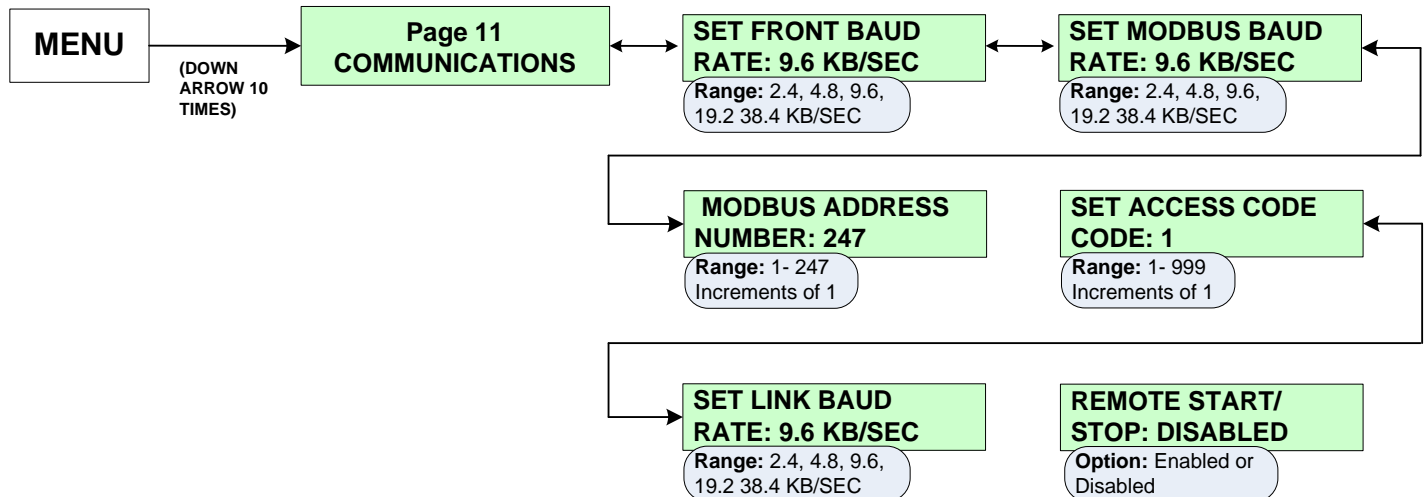 MENU
(DOWN
ARROW 10
TIMES)
Page 11
COMMUNICATIONS
SET FRONT BAUD
RATE: 9.6 KB/SEC
Range: 2.4, 4.8, 9.6,
19.2 38.4 KB/SEC
SET MODBUS BAUD
RATE: 9.6 KB/SEC
Range: 2.4, 4.8, 9.6,
19.2 38.4 KB/SEC
MODBUS ADDRESS
NUMBER: 247
Range: 1- 247
Increments of 1
SET ACCESS CODE
CODE: 1
Range: 1- 999
Increments of 1
SET LINK BAUD
RATE: 9.6 KB/SEC
Range: 2.4, 4.8, 9.6,
19.2 38.4 KB/SEC
REMOTE START/
STOP: DISABLED
Option: Enabled or
Disabled